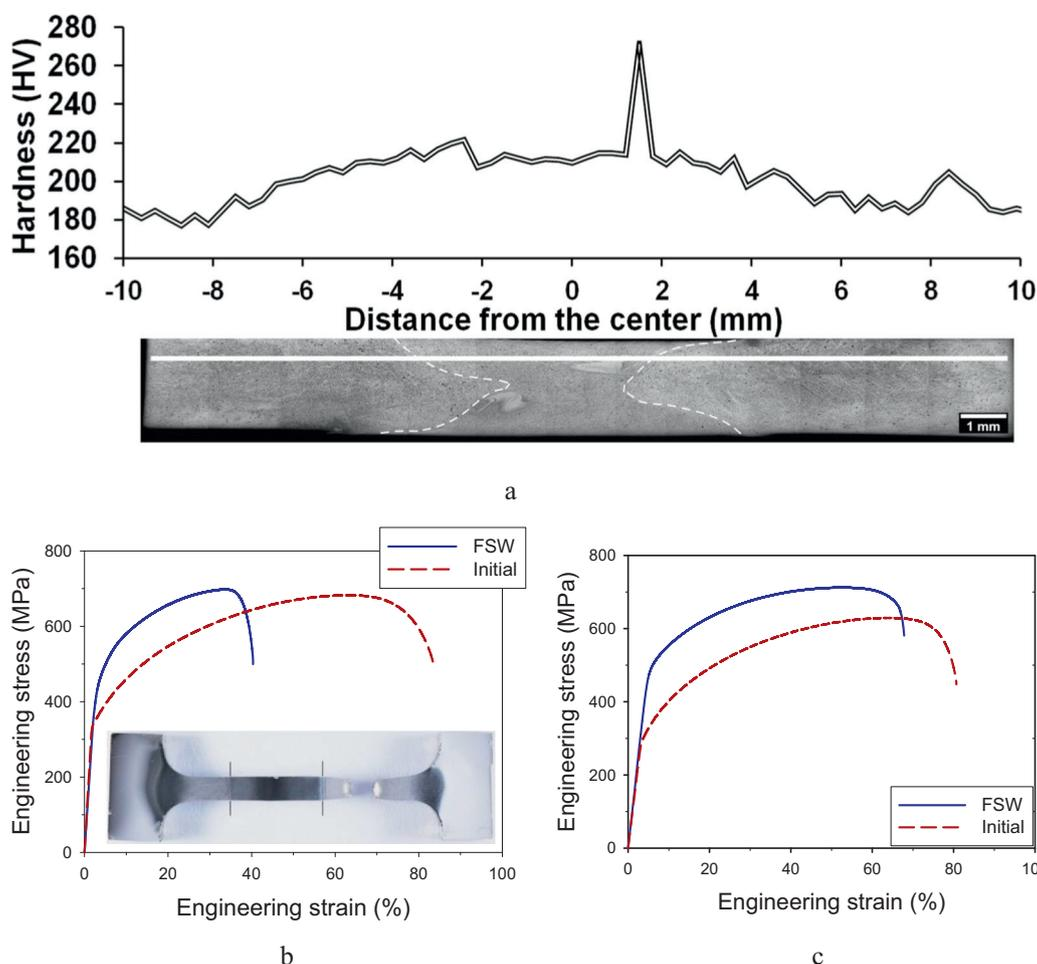 Hardness (HV)
280
260
240
220
200
180
160
-10 -8 -6 -4 -2 0 2 4 6 8 10
Distance from the center (mm)
1 mm
a
FSW
Initial
Engineering stress (MPa)
800
600
400
200
0
0 20 40 60 80 100
Engineering strain (%)
b
Engineering stress (MPa)
800
600
400
200
0
FSW
Initial
0 20 40 60 80 100
Engineering strain (%)
c